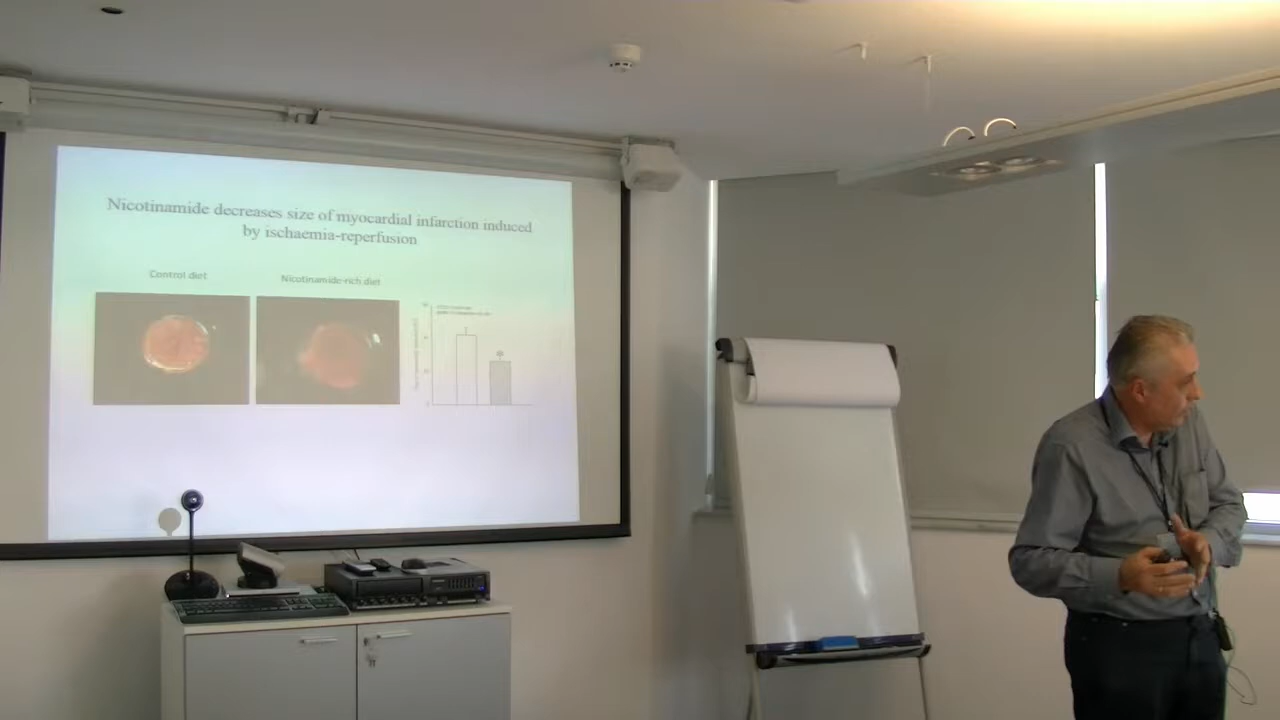 Nicotinamide decreases size of myocardial infarction induced
by ischaemia-reperfusion
Control diet
Nicotinamide-rich diet